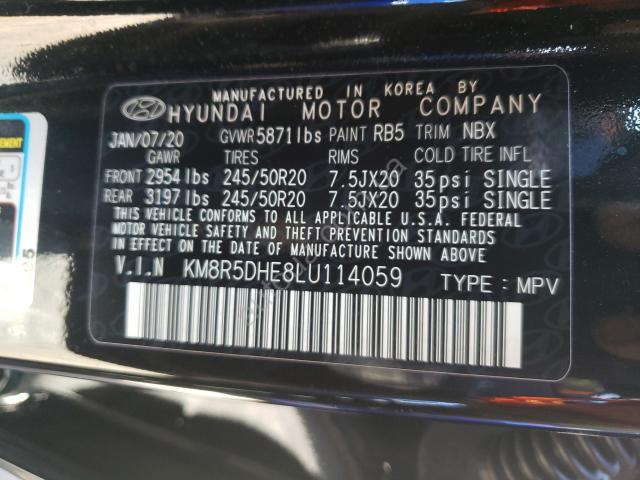 MANUFACTURED IN KOREA BY
HYUNDAI MOTOR COMPANY
JAN/07/20 GVWR 5871lbs PAINT RB5 TRIM NBX
GAWR TIRES RIMS COLD TIRE INFL
FRONT 2954lbs 245/50R20 7.5JX20 35psi SINGLE
REAR 3197lbs 245/50R20 7.5JX20 35psi SINGLE
THIS VEHICLE CONFORMS TO ALL APPLICABLE U.S.A. FEDERAL
MOTOR VEHICLE SAFETY AND THEFT PREVENTION STANDARDS
IN EFFECT ON THE DATE OF MANUFACTURE SHOWN ABOVE.
V.I.N KM8R5DHE8LU114059 TYPE : MPV